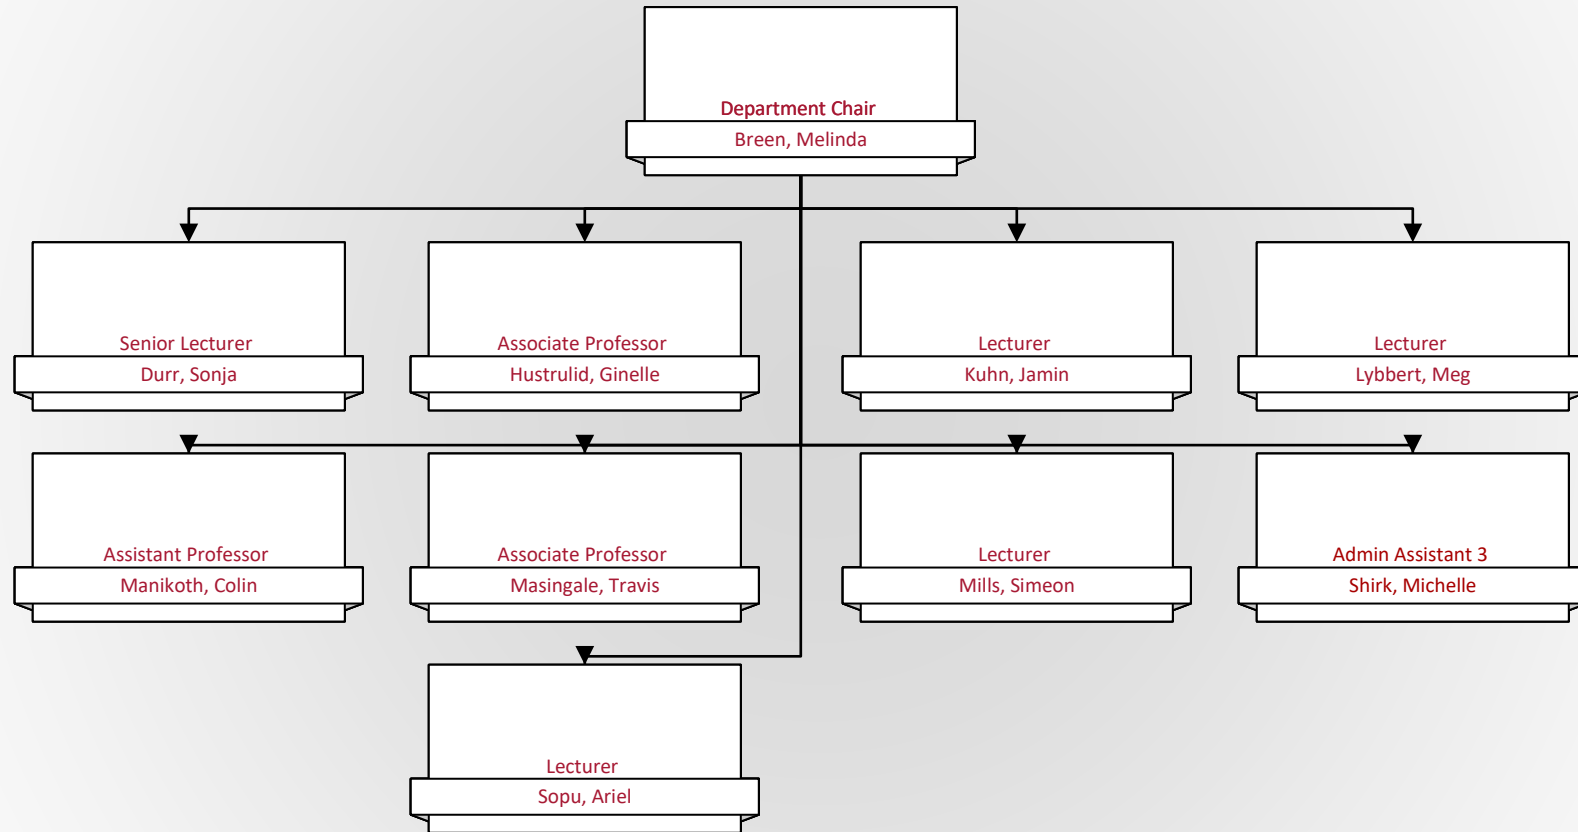 Department Chair
Breen, Melinda
Senior Lecturer
Durr, Sonja
Associate Professor
Hustrulid, Ginelle
Lecturer
Kuhn, Jamin
Lecturer
Lybbert, Meg
Assistant Professor
Manikoth, Colin
Associate Professor
Masingale, Travis
Lecturer
Mills, Simeon
Admin Assistant 3
Shirk, Michelle
Lecturer
Sopu, Ariel